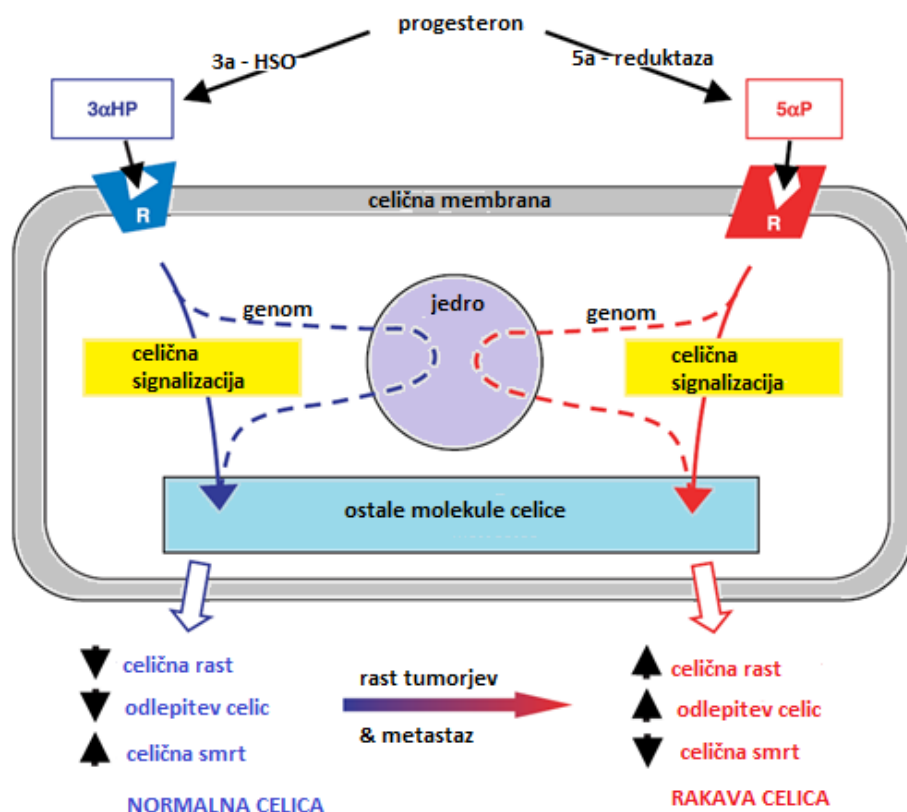 progesteron
3a - HSO
5a - reduktaza
3αHP
5αP
R
R
celična membrana
genom
jedro
genom
celična
signalizacija
celična
signalizacija
ostale molekule celice
celični rast
odlepitev celic
celična smrt
NORMALNA CELICA
rast tumorjev
& metastaz
celična rast
odlepitev celic
celična smrt
RAKAVA CELICA